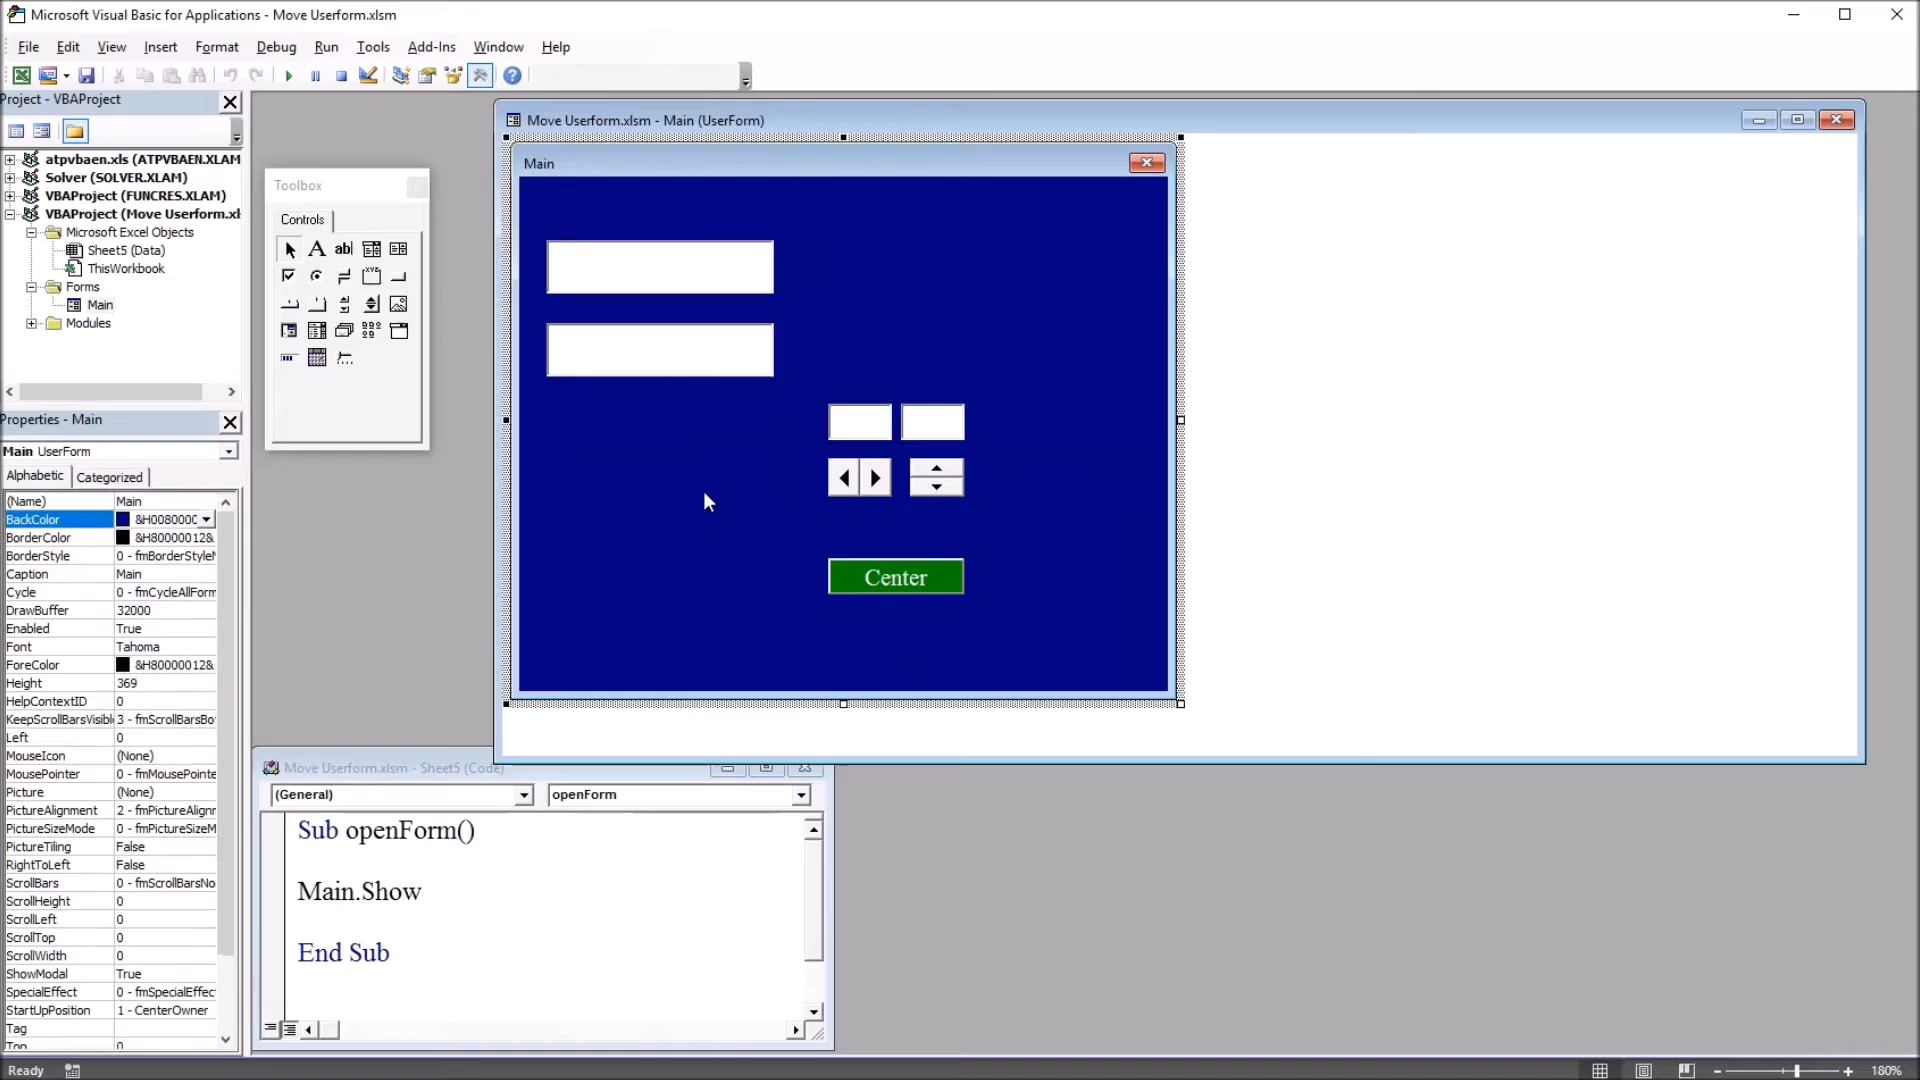 Microsoft Visual Basic for Applications - Move Userform.xlsm
File Edit View Insert Format Debug Run Tools Add-Ins Window Help
Project - VBAProject
atpvbaen.xls (ATPVBAEN.XLAM
Solver (SOLVER.XLAM)
VBAProject (FUNCRES.XLAM)
VBAProject (Move Userform.xl
Microsoft Excel Objects
Sheet5 (Data)
ThisWorkbook
Forms
Main
Modules
Properties - Main
Main UserForm
Alphabetic Categorized
(Name) Main
BackColor &H008000C
BorderColor &H80000012&
BorderStyle 0 - fmBorderStyleN
Caption Main
Cycle 0 - fmCycleAllForm
DrawBuffer 32000
Enabled True
Font Tahoma
ForeColor &H80000012&
Height 369
HelpContextID 0
KeepScrollBarsVisibl 3 - fmScrollBarsBo
Left 0
MouseIcon (None)
MousePointer 0 - fmMousePointe
Picture (None)
PictureAlignment 2 - fmPictureAlignr
PictureSizeMode 0 - fmPictureSizeM
PictureTiling False
RightToLeft False
ScrollBars 0 - fmScrollBarsNo
ScrollHeight 0
ScrollLeft 0
ScrollTop 0
ScrollWidth 0
ShowModal True
SpecialEffect 0 - fmSpecialEffec
StartUpPosition 1 - CenterOwner
Tag
Top 0
Toolbox
Controls
A abl
XYZ
Move Userform.xlsm - Main (UserForm)
Main
Center
Move Userform.xlsm - Sheet5 (Code)
(General) openForm
Sub openForm()
Main.Show
End Sub
Ready 180%